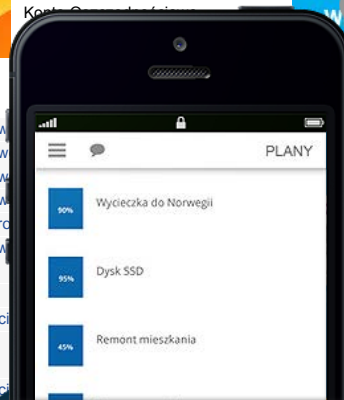 PLANY
90%
Wycieczka do Norwegii
95%
Dysk SSD
45%
Remont mieszkania